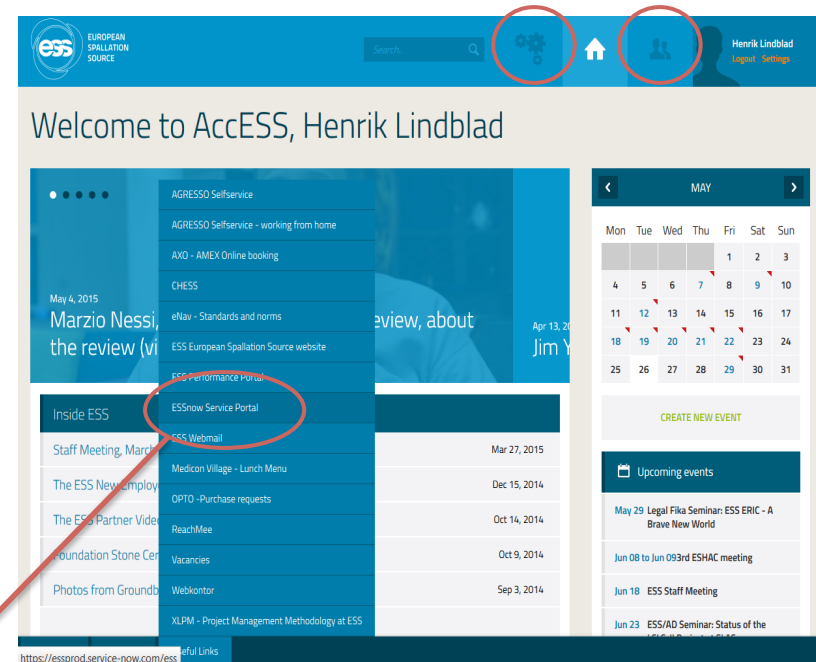 EUROPEAN
SPALLATION
SOURCE
ess
Search.
Henrik Lindblad
Logout Settings
Welcome to AccESS, Henrik Lindblad
May 4, 2015
Marzio Nessi,
eview, about
the review (vi
Apr 13, 20
Jim Y
AGRESSO Selfservice
AGRESSO Selfservice - working from home
AXO - AMEX Online booking
CHESS
eNav - Standards and norms
ESS European Spallation Source website
ESS Performance Portal
ESSnow Service Portal
ESS Webmail
Medicon Village - Lunch Menu
OPTO -Purchase requests
ReachMee
Vacancies
Webkontor
XLPM - Project Management Methodology at ESS
eful Links
Inside ESS
Staff Meeting, March
Mar 27, 2015
The ESS New Employ
Dec 15, 2014
The ESS Partner Vide
Oct 14, 2014
Foundation Stone Cer
Oct 9, 2014
Photos from Groundb
Sep 3, 2014
MAY
Mon Tue Wed Thu Fri Sat Sun
1 2 3
4 5 6 7 8 9 10
11 12 13 14 15 16 17
18 19 20 21 22 23 24
25 26 27 28 29 30 31
CREATE NEW EVENT
Upcoming events
May 29 Legal Fika Seminar: ESS ERIC - A
Brave New World
Jun 08 to Jun 093rd ESHAC meeting
Jun 18 ESS Staff Meeting
Jun 23 ESS/AD Seminar: Status of the
https://essprod.service-now.com/ess